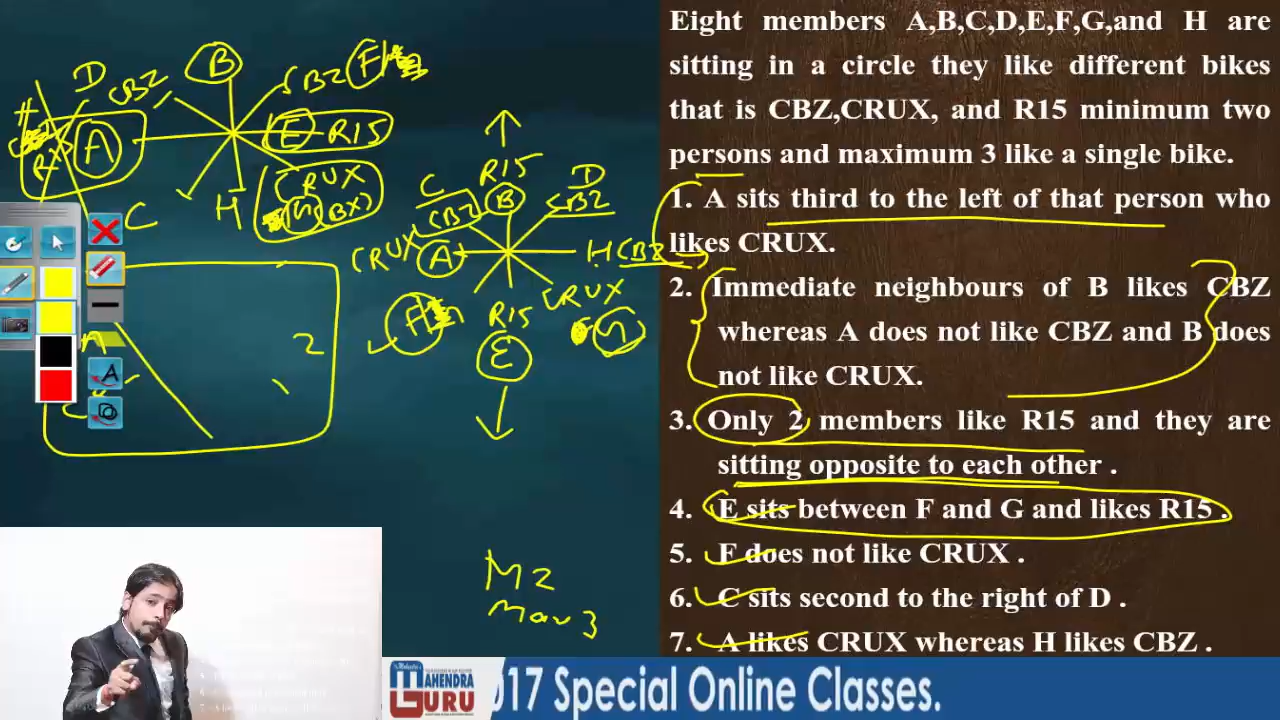 Eight members A,B,C,D,E,F,G,and H are
sitting in a circle they like different bikes
that is CBZ,CRUX, and R15 minimum two
persons and maximum 3 like a single bike.
1. A sits third to the left of that person who
likes CRUX.
2. Immediate neighbours of B likes CBZ
whereas A does not like CBZ and B does
not like CRUX.
3. Only 2 members like R15 and they are
sitting opposite to each other .
4. E sits between F and G and likes R15 .
5. F does not like CRUX .
6. C sits second to the right of D .
7. A likes CRUX whereas H likes CBZ .
D
CBZ
B
CBZ
F
A
E R15
CRUX
H
C
2
R15
B
C
CBZ
D
CBZ
CRUX
A
H CBZ
CRUX
R15
E
M2
Max 3
A
MAHENDRA
GURU
017 Special Online Classes.